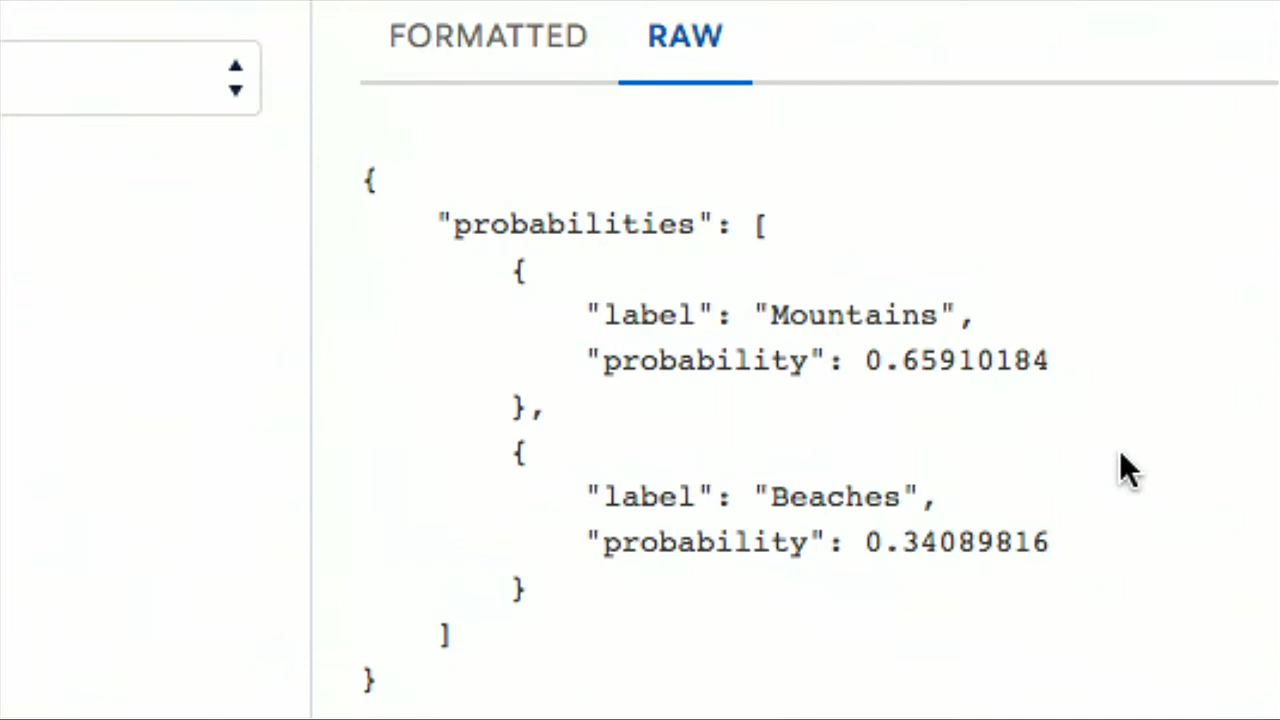 FORMATTED RAW
{
"probabilities": [
{
"label": "Mountains",
"probability": 0.65910184
},
{
"label": "Beaches",
"probability": 0.34089816
}
]
}